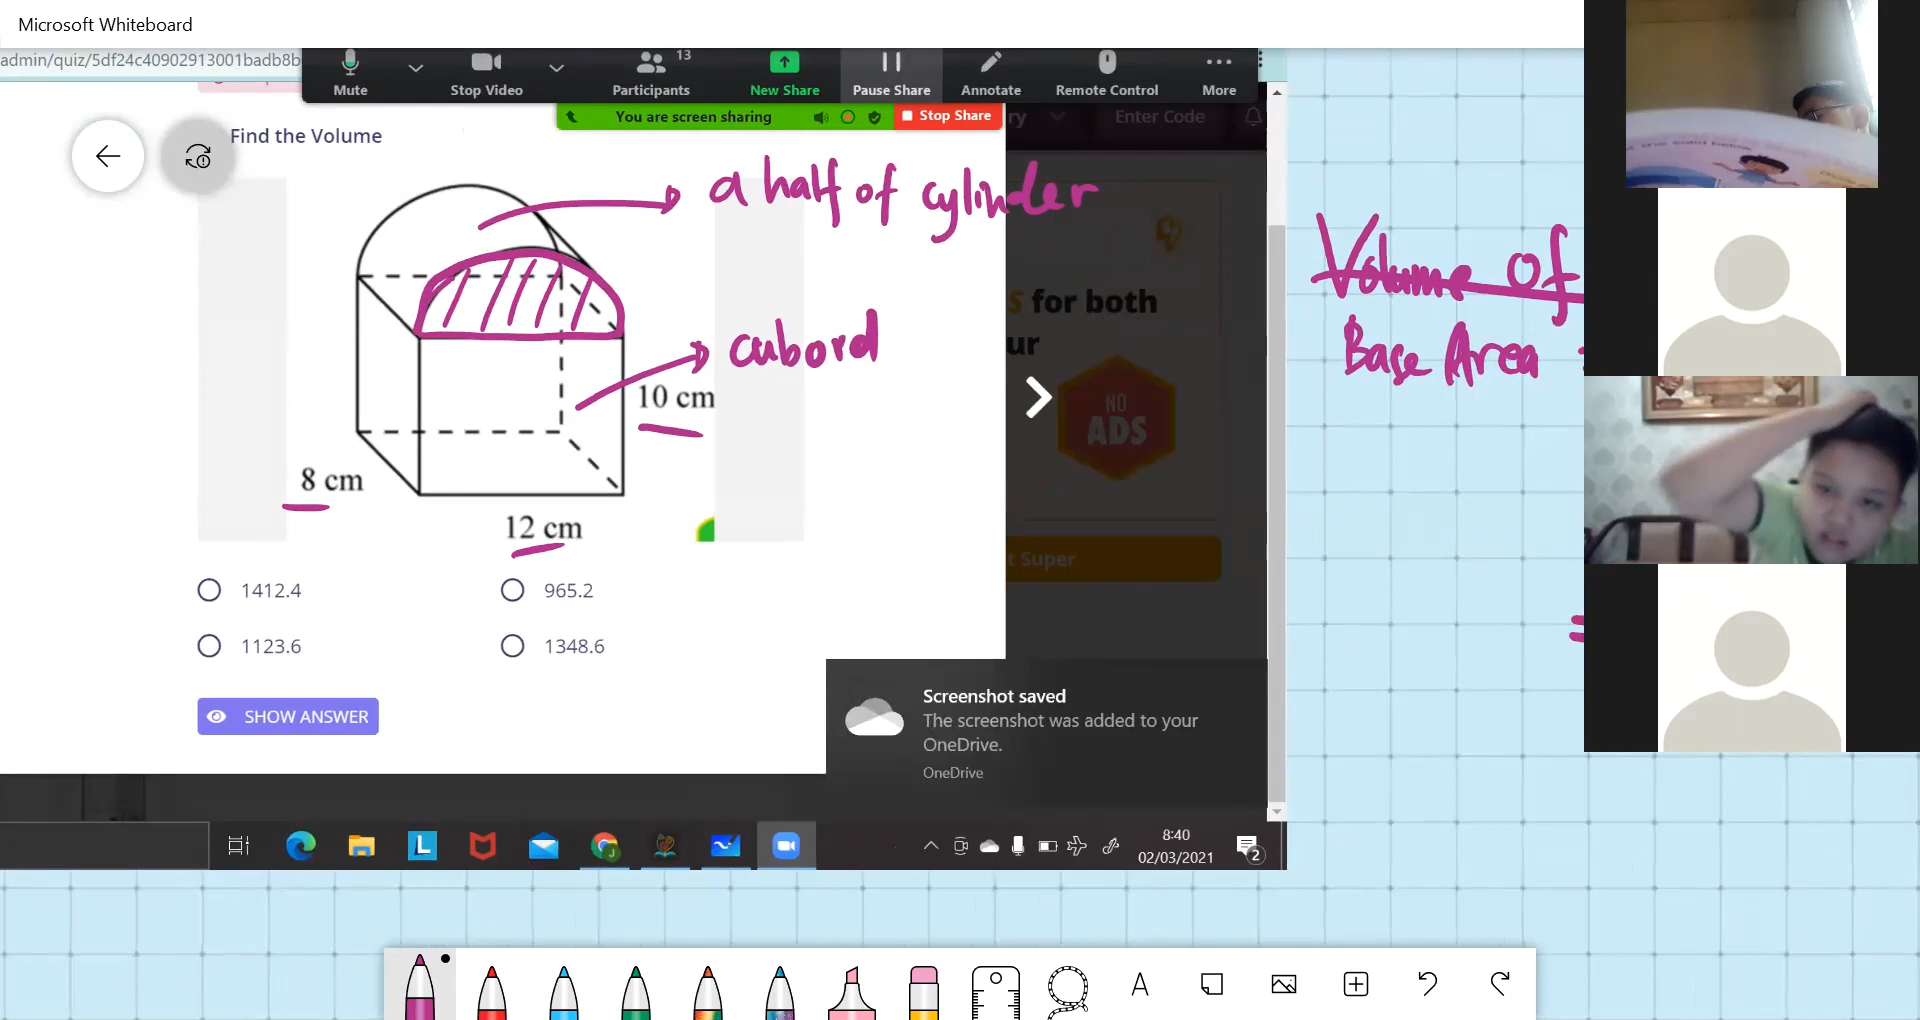 Microsoft Whiteboard
admin/quiz/5df24c40902913001badb8b
Mute
Stop Video
Participants
13
New Share
Pause Share
Annotate
Remote Control
More
You are screen sharing
Stop Share
ry
Enter Code
Find the Volume
a half of cylinder
Volume of
S for both
ur
Base Area
cubord
10 cm
NO
ADS
8 cm
12 cm
t Super
1412.4
965.2
1123.6
1348.6
=
SHOW ANSWER
Screenshot saved
The screenshot was added to your
OneDrive.
OneDrive
L
J
8:40
02/03/2021
2
A